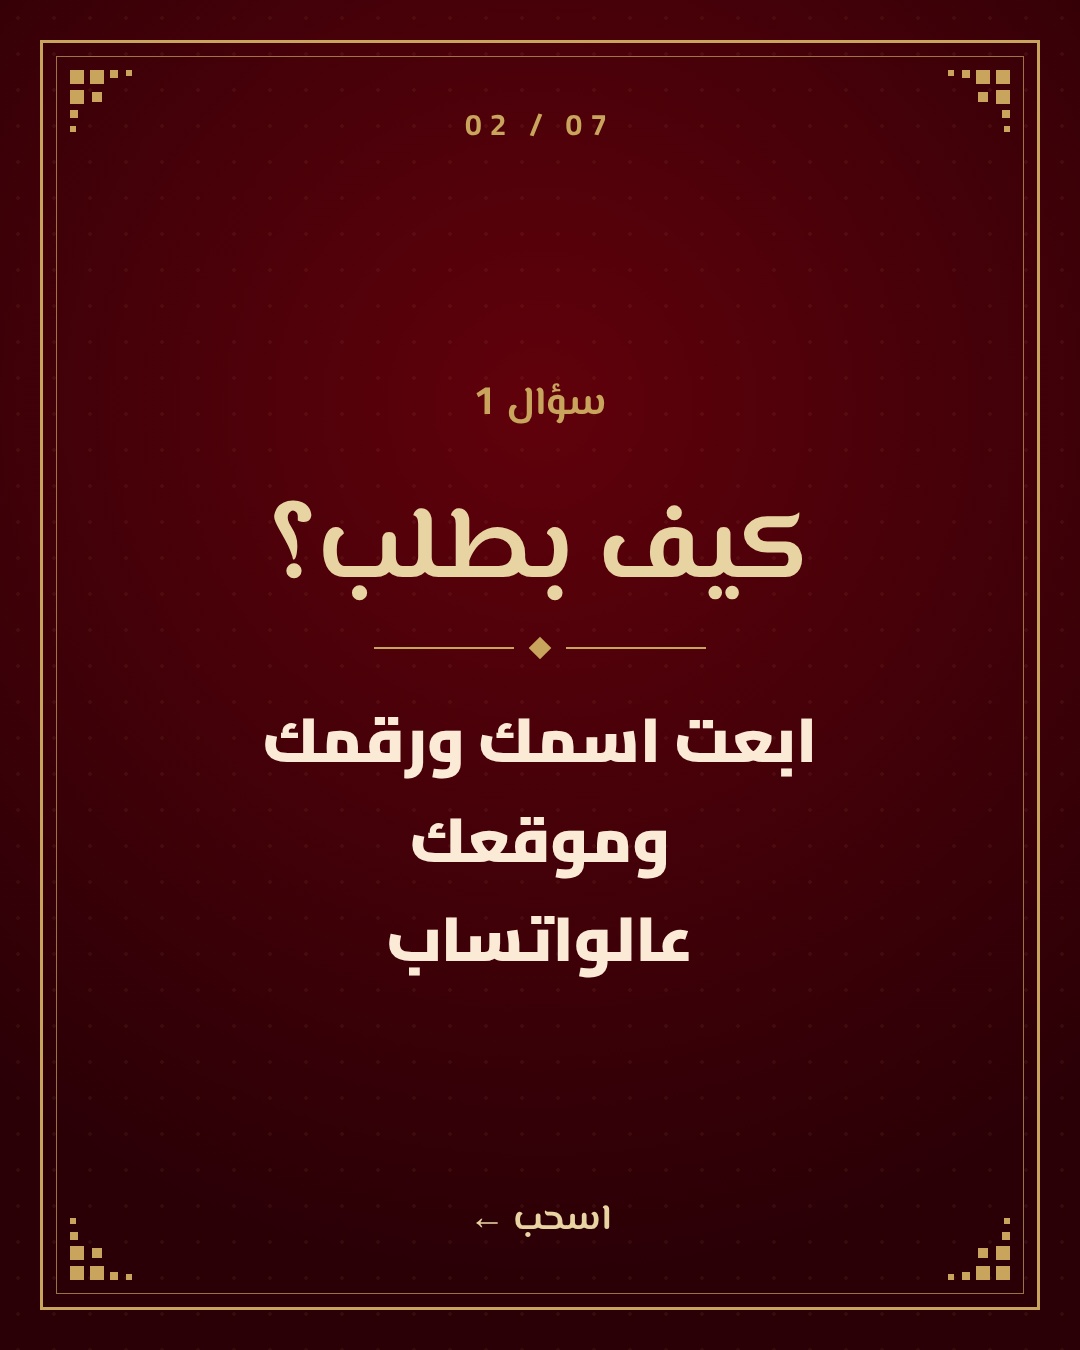 02 / 07
سؤال 1
كيف بطلب؟
ابعت اسمك ورقمك
وموقعك
عالواتساب
اسحب ←